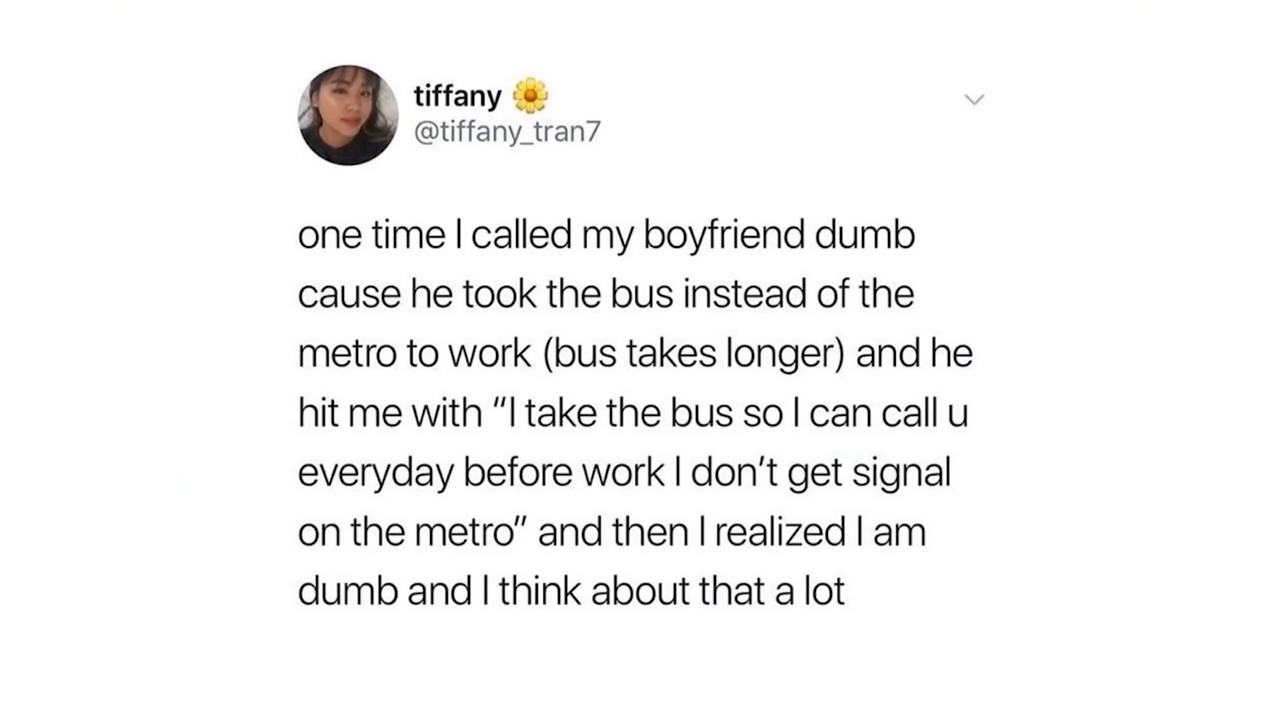 tiffany 🌼
@tiffany_tran7
one time I called my boyfriend dumb
cause he took the bus instead of the
metro to work (bus takes longer) and he
hit me with “I take the bus so I can call u
everyday before work I don’t get signal
on the metro” and then I realized I am
dumb and I think about that a lot